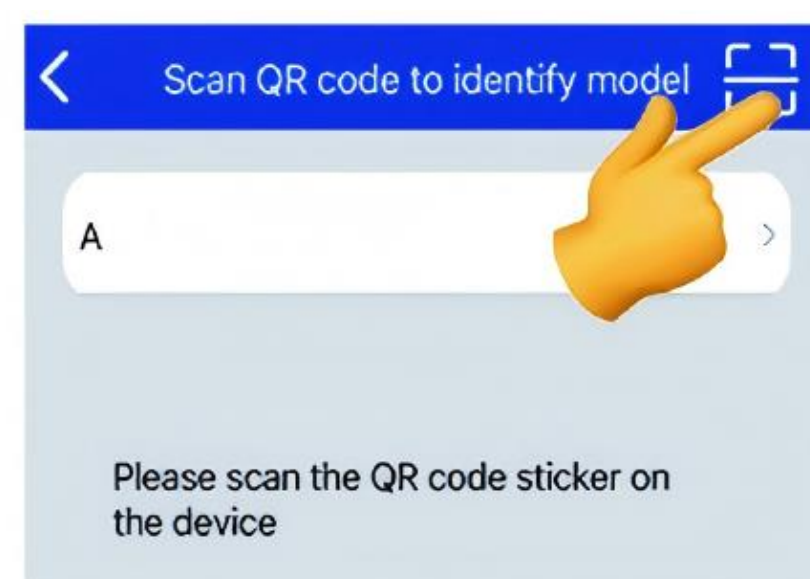 Scan QR code to identify model
A
Please scan the QR code sticker on
the device